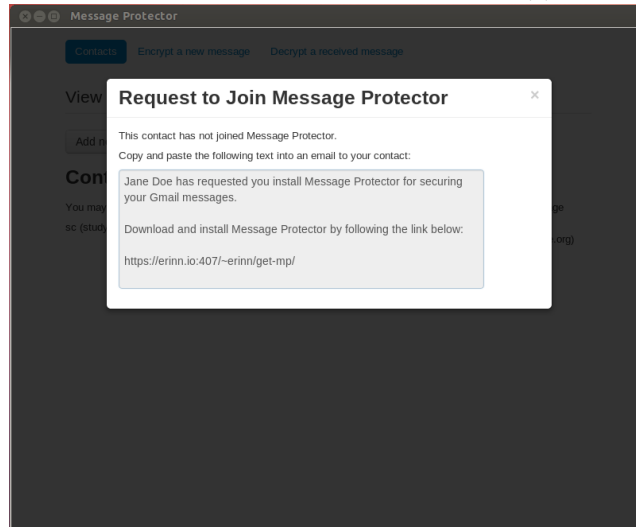 Message Protector
Contacts Encrypt a new message Decrypt a received message
View
Request to Join Message Protector ×
This contact has not joined Message Protector.
Add n
Copy and paste the following text into an email to your contact:
Cont
Jane Doe has requested you install Message Protector for securing
your Gmail messages.
You may ge
sc (study .org)
Download and install Message Protector by following the link below:
https://erinn.io:407/~erinn/get-mp/